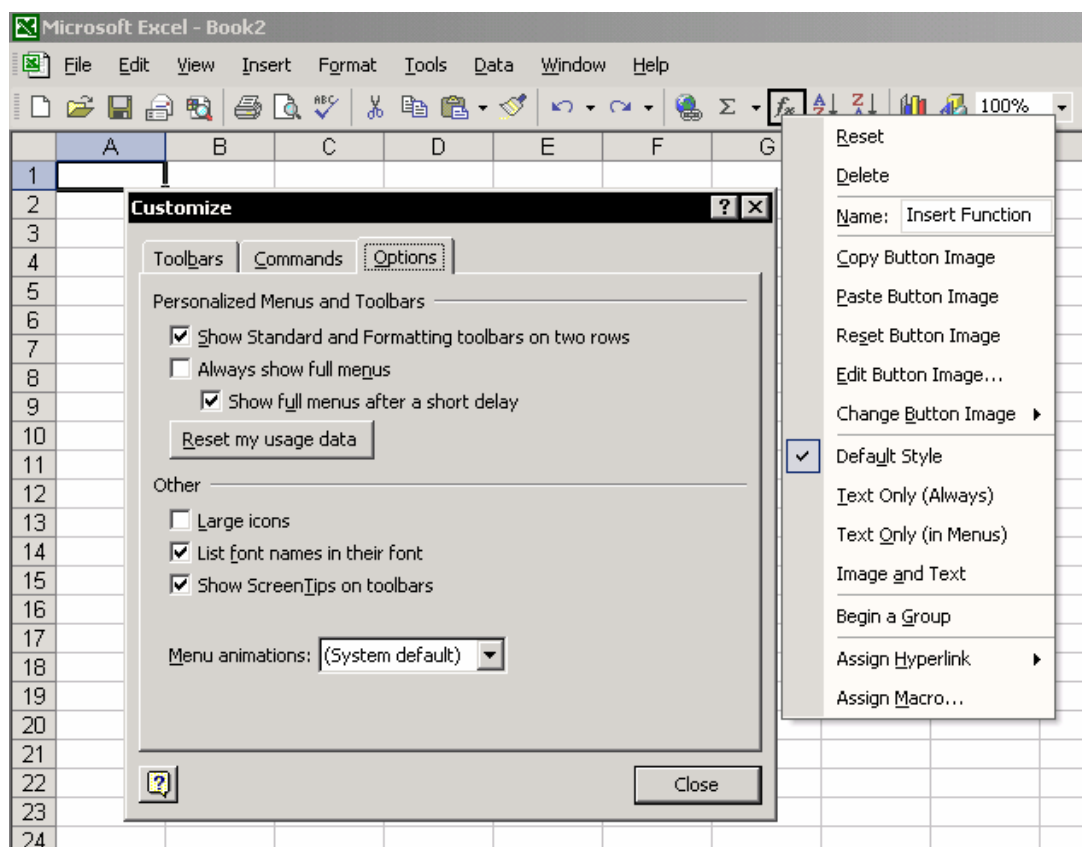 Microsoft Excel - Book2
File Edit View Insert Format Tools Data Window Help
ABC Σ fx A Z Z A 100%
A B C D E F G
1
2
3
4
5
6
7
8
9
10
11
12
13
14
15
16
17
18
19
20
21
22
23
24
Customize
Toolbars Commands Options
Personalized Menus and Toolbars
Show Standard and Formatting toolbars on two rows
Always show full menus
Show full menus after a short delay
Reset my usage data
Other
Large icons
List font names in their font
Show ScreenTips on toolbars
Menu animations: (System default)
Close
Reset
Delete
Name: Insert Function
Copy Button Image
Paste Button Image
Reset Button Image
Edit Button Image...
Change Button Image
Default Style
Text Only (Always)
Text Only (in Menus)
Image and Text
Begin a Group
Assign Hyperlink
Assign Macro...